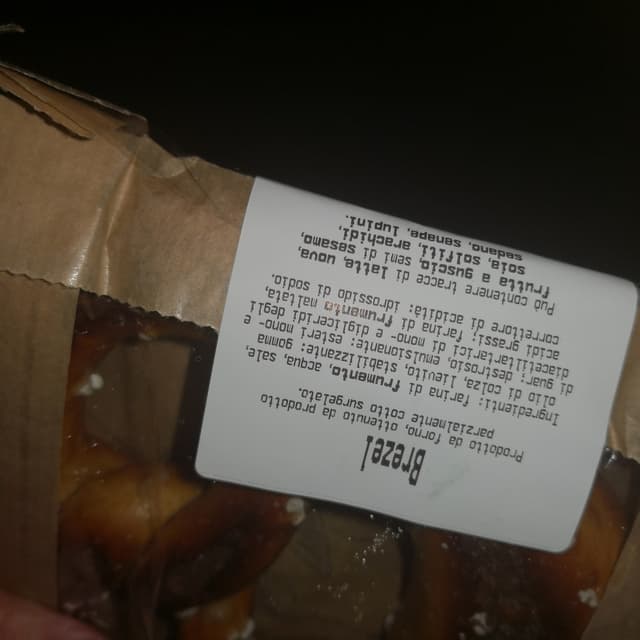 Brezel
Prodotto da forno, ottenuto da prodotto
parzialmente cotto surgelato.
Ingredienti: farina di frumento, acqua, sale,
olio di colza, lievito, stabilizzante: gomma
di guar; destrosio, emulsionante: esteri mono- e
diacetiltartarici di mono- e digliceridi degli
acidi grassi; farina di frumento maltata,
correttore di acidità: idrossido di sodio.
Può contenere tracce di latte, uova,
frutta a guscio, semi di sesamo,
soia, solfiti, arachidi,
sedano, senape, lupini.